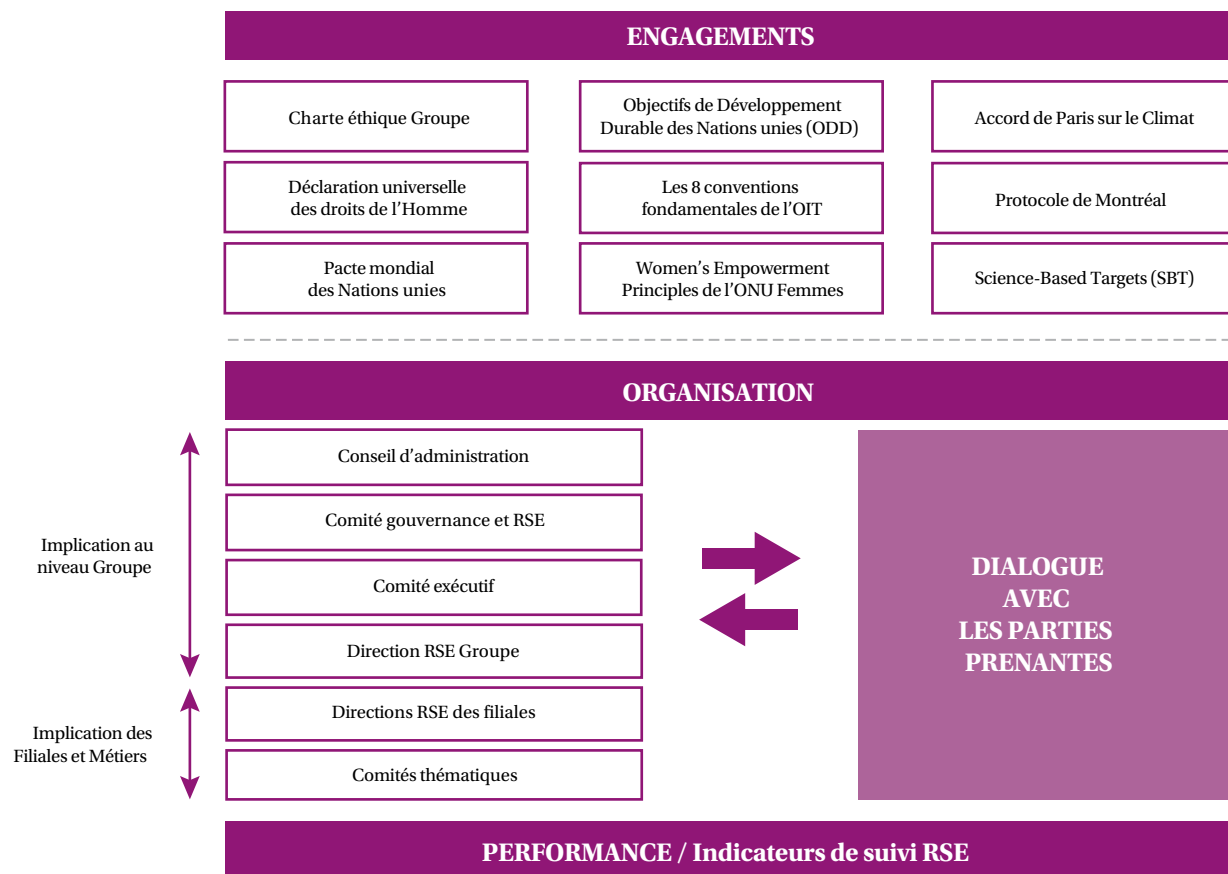 ENGAGEMENTS
Charte éthique Groupe
Objectifs de Développement
Durable des Nations unies (ODD)
Accord de Paris sur le Climat
Déclaration universelle
des droits de l'Homme
Les 8 conventions
fondamentales de l'OIT
Protocole de Montréal
Pacte mondial
des Nations unies
Women's Empowerment
Principles de l'ONU Femmes
Science-Based Targets (SBT)
ORGANISATION
Implication au
niveau Groupe
Conseil d'administration
Comité gouvernance et RSE
Comité exécutif
Direction RSE Groupe
Implication des
Filiales et Métiers
Directions RSE des filiales
Comités thématiques
DIALOGUE
AVEC
LES PARTIES
PRENANTES
PERFORMANCE / Indicateurs de suivi RSE